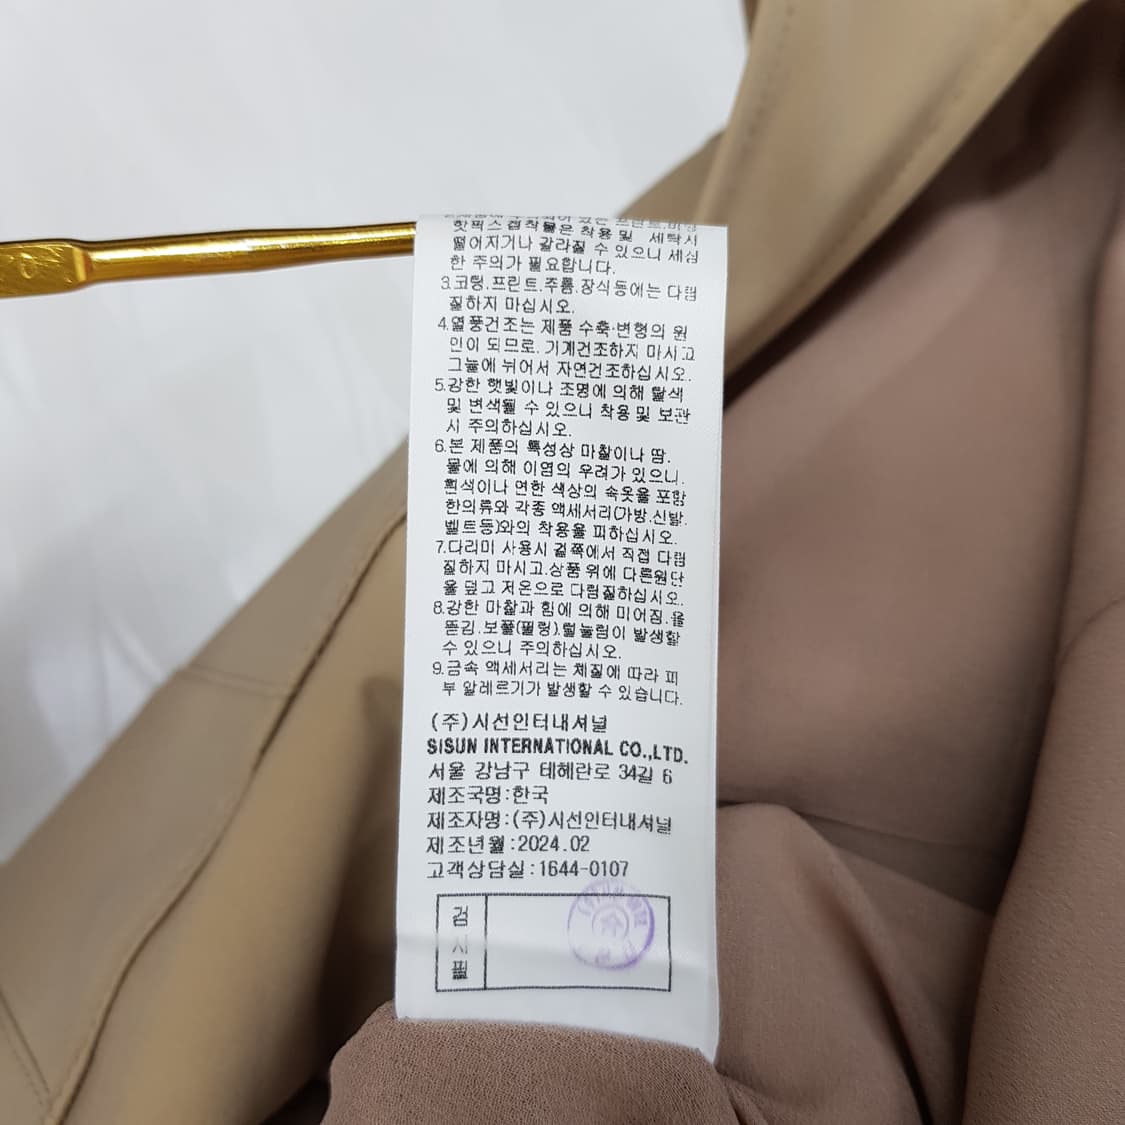 핫픽스접착물은 착용 및 세탁시
떨어지거나 갈라질 수 있으니 세심
한 주의가 필요합니다.
3.코팅.프린트.주름.장식등에는 다림
질하지 마십시오.
4.열풍건조는 제품 수축·변형의 원
인이 되므로. 기계건조하지 마시고
그늘에 뉘어서 자연건조하십시오.
5.강한 햇빛이나 조명에 의해 탈색
및 변색될 수 있으니 착용 및 보관
시 주의하십시오.
6.본 제품의 특성상 마찰이나 땀.
물에 의해 이염의 우려가 있으니.
흰색이나 연한 색상의 속옷을 포함
한의류와 각종 액세서리(가방.신발.
벨트등)와의 착용을 피하십시오.
7.다리미 사용시 겉쪽에서 직접 다림
질하지 마시고.상품 위에 다른원단
을 덮고 저온으로 다림질하십시오.
8.강한 마찰과 힘에 의해 미어짐.올
뜯김.보풀(필링).털눌림이 발생할
수 있으니 주의하십시오.
9.금속 액세서리는 체질에 따라 피
부 알레르기가 발생할 수 있습니다.
(주)시선인터내셔널
SISUN INTERNATIONAL CO.,LTD.
서울 강남구 테헤란로 34길 6
제조국명:한국
제조자명:(주)시선인터내셔널
제조년월:2024.02
고객상담실:1644-0107
검
사
필